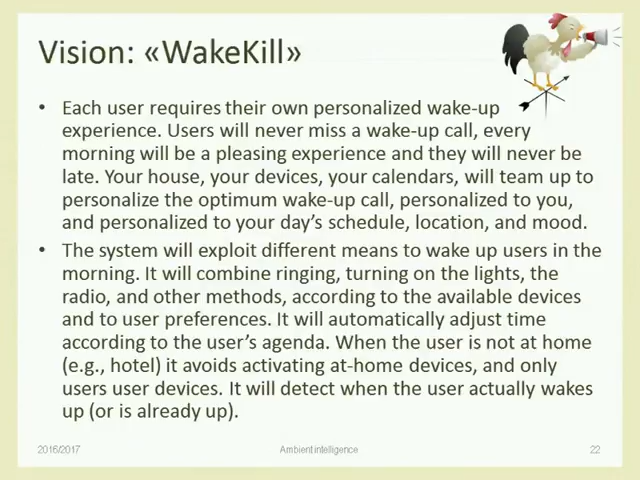 Vision: «WakeKill»
• Each user requires their own personalized wake-up
experience. Users will never miss a wake-up call, every
morning will be a pleasing experience and they will never be
late. Your house, your devices, your calendars, will team up to
personalize the optimum wake-up call, personalized to you,
and personalized to your day's schedule, location, and mood.
• The system will exploit different means to wake up users in the
morning. It will combine ringing, turning on the lights, the
radio, and other methods, according to the available devices
and to user preferences. It will automatically adjust time
according to the user's agenda. When the user is not at home
(e.g., hotel) it avoids activating at-home devices, and only
users user devices. It will detect when the user actually wakes
up (or is already up).
2016/2017 Ambient intelligence 22